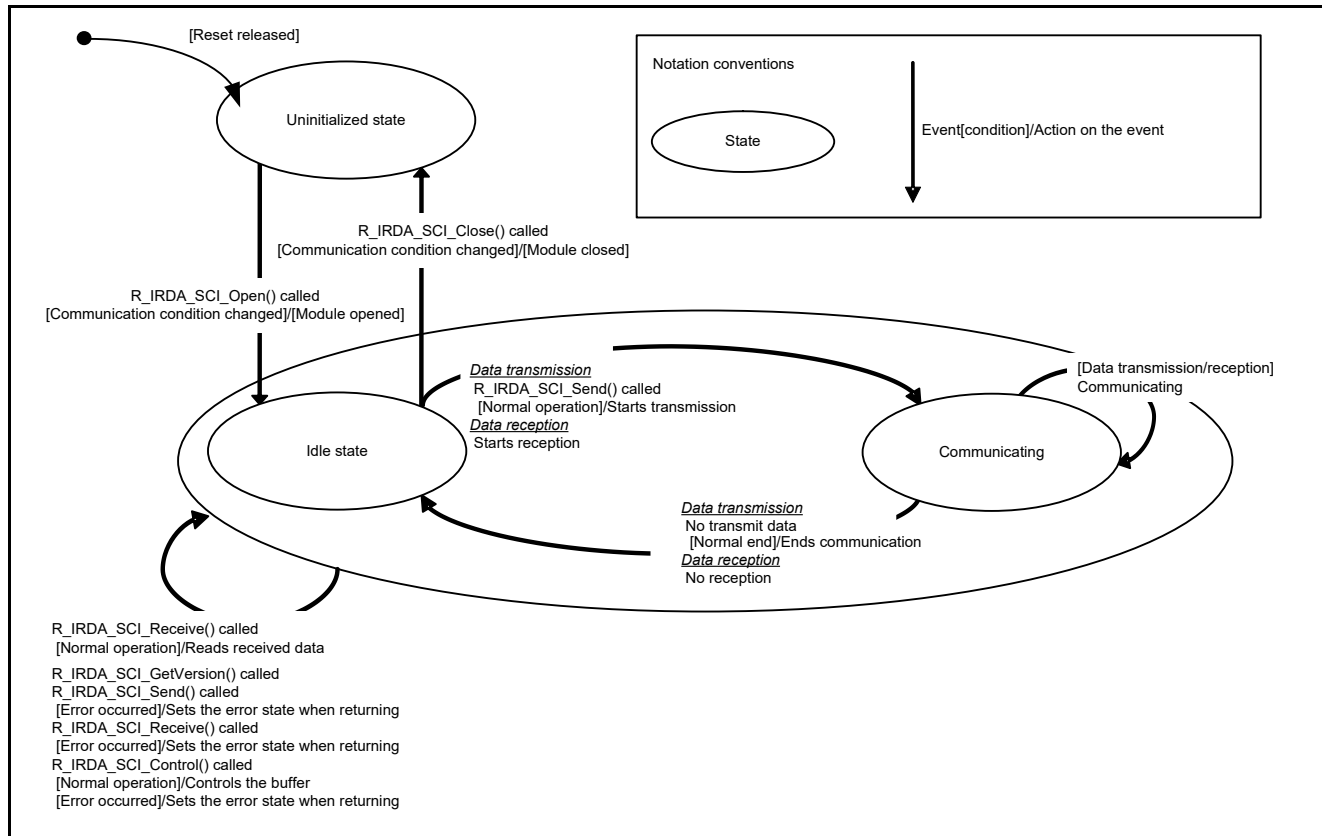 [Reset released]
Uninitialized state
Notation conventions
State
Event[condition]/Action on the event
R_IRDA_SCI_Close() called
[Communication condition changed]/[Module closed]
R_IRDA_SCI_Open() called
[Communication condition changed]/[Module opened]
Data transmission
R_IRDA_SCI_Send() called
[Normal operation]/Starts transmission
Data reception
Starts reception
[Data transmission/reception]
Communicating
Idle state
Communicating
Data transmission
No transmit data
[Normal end]/Ends communication
Data reception
No reception
R_IRDA_SCI_Receive() called
[Normal operation]/Reads received data
R_IRDA_SCI_GetVersion() called
R_IRDA_SCI_Send() called
[Error occurred]/Sets the error state when returning
R_IRDA_SCI_Receive() called
[Error occurred]/Sets the error state when returning
R_IRDA_SCI_Control() called
[Normal operation]/Controls the buffer
[Error occurred]/Sets the error state when returning